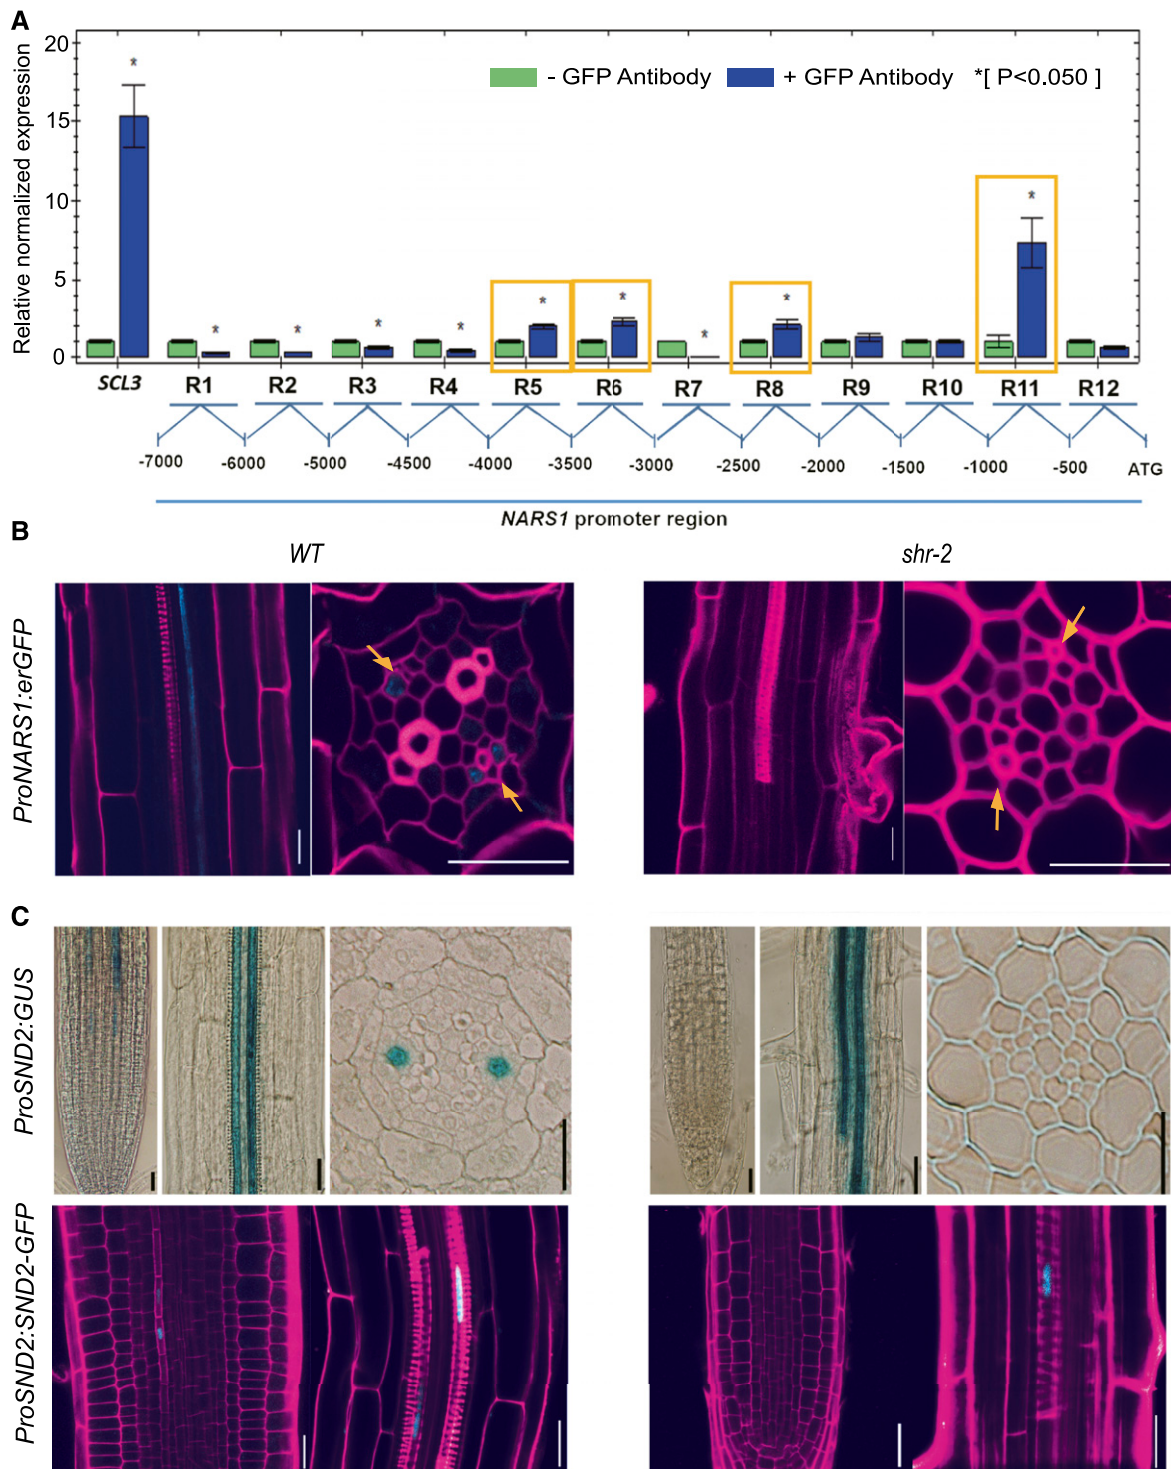 A
Relative normalized expression
20
15
10
5
0
- GFP Antibody + GFP Antibody *[ P<0.050 ]
* * * * * * * * * *
SCL3 R1 R2 R3 R4 R5 R6 R7 R8 R9 R10 R11 R12
-7000 -6000 -5000 -4500 -4000 -3500 -3000 -2500 -2000 -1500 -1000 -500 ATG
NARS1 promoter region
B
WT shr-2
ProNARS1:erGFP
C
ProSND2:GUS
ProSND2:SND2-GFP